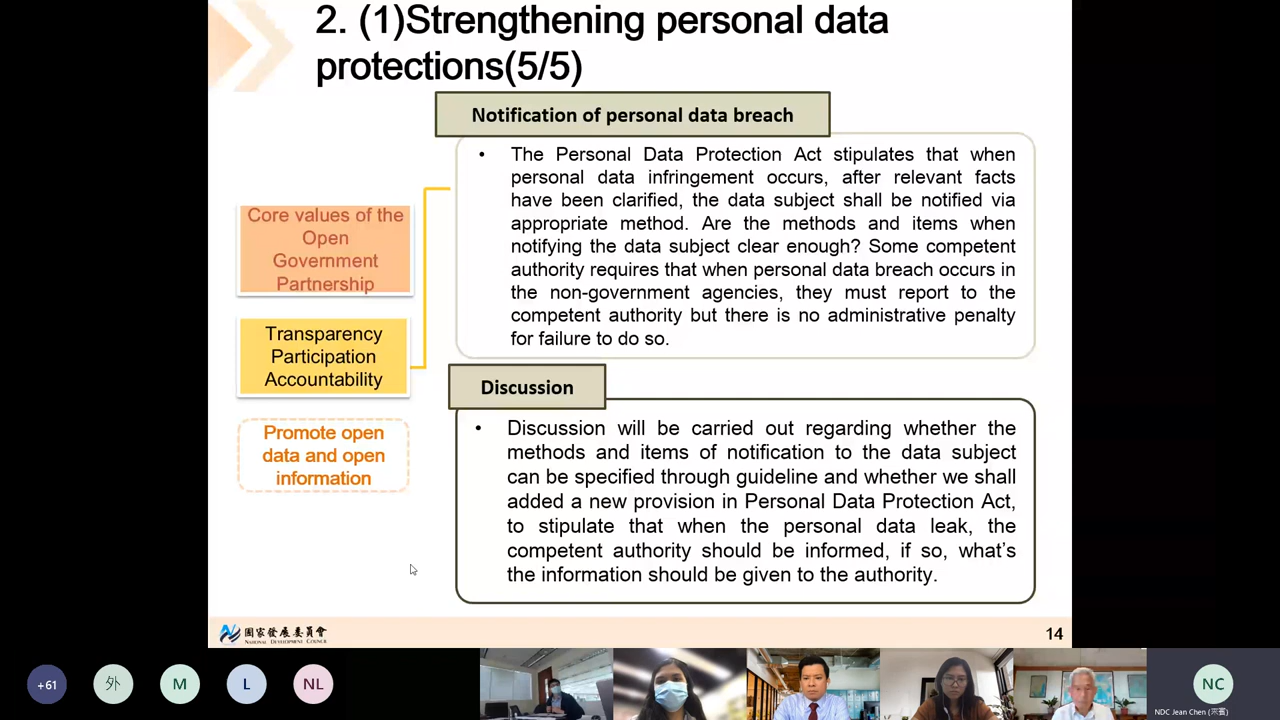 2. (1)Strengthening personal data
protections(5/5)
Notification of personal data breach
• The Personal Data Protection Act stipulates that when
personal data infringement occurs, after relevant facts
have been clarified, the data subject shall be notified via
appropriate method. Are the methods and items when
notifying the data subject clear enough? Some competent
authority requires that when personal data breach occurs in
the non-government agencies, they must report to the
competent authority but there is no administrative penalty
for failure to do so.
Core values of the
Open
Government
Partnership
Transparency
Participation
Accountability
Promote open
data and open
information
Discussion
• Discussion will be carried out regarding whether the
methods and items of notification to the data subject
can be specified through guideline and whether we shall
added a new provision in Personal Data Protection Act,
to stipulate that when the personal data leak, the
competent authority should be informed, if so, what's
the information should be given to the authority.
國家發展委員會
NATIONAL DEVELOPMENT COUNCIL
14
+61
外
M
L
NL
NC
NDC Jean Chen (來賓)